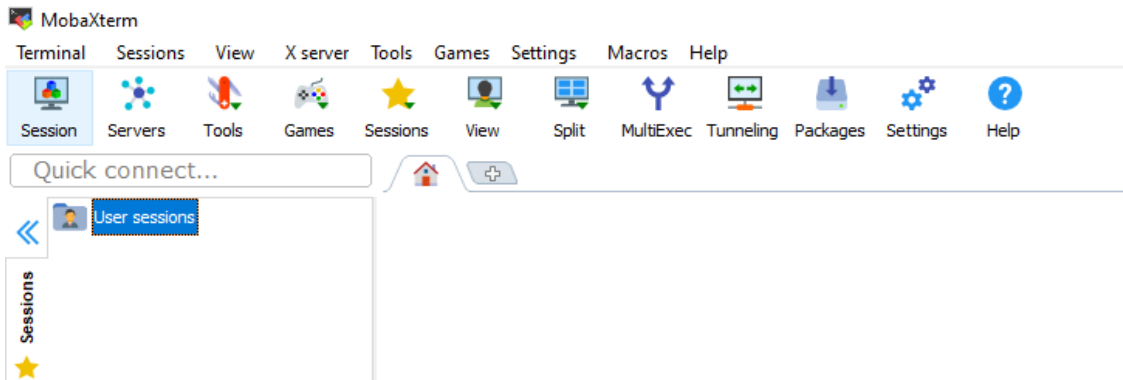 MobaXterm
Terminal Sessions View X server Tools Games Settings Macros Help
Session Servers Tools Games Sessions View Split MultiExec Tunneling Packages Settings Help
Quick connect...
User sessions
Sessions